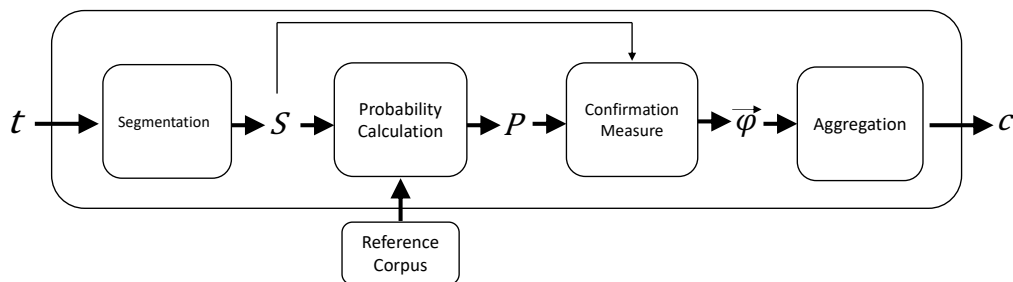 t
Segmentation
S
Probability
Calculation
P
Confirmation
Measure
φ⃗
Aggregation
c
Reference
Corpus